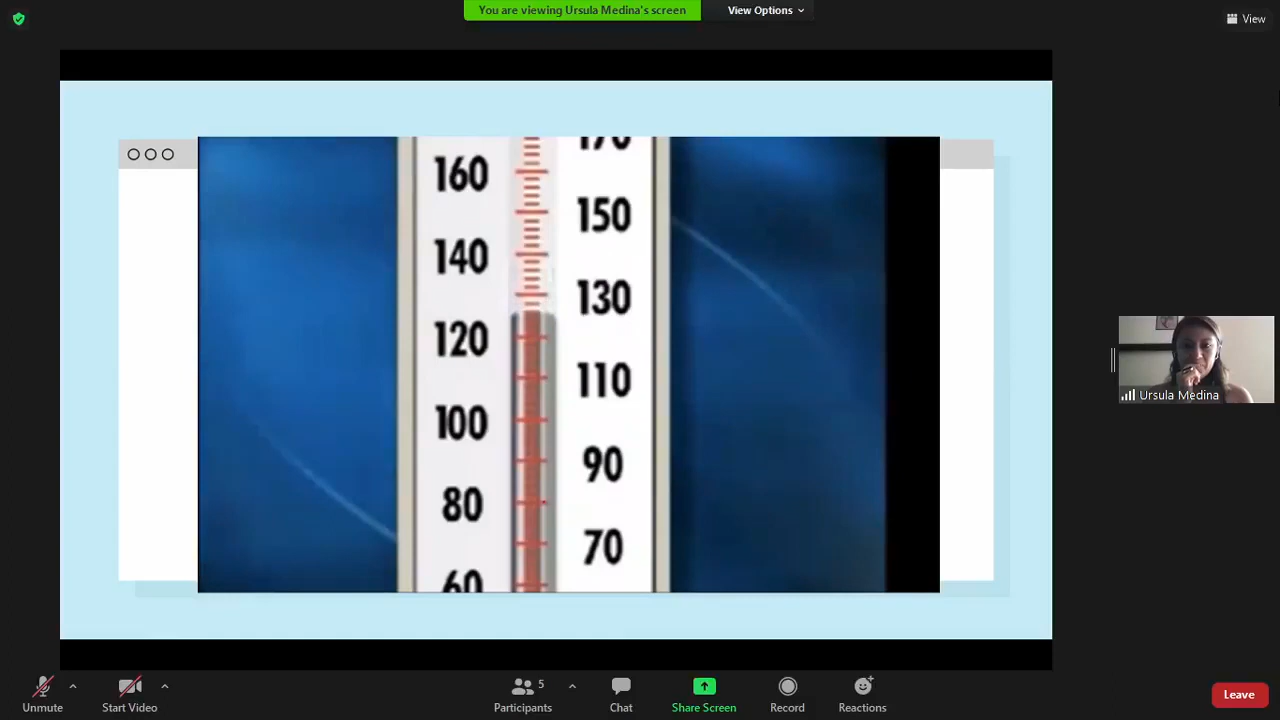 You are viewing Ursula Medina's screen
View Options
View
170
160
150
140
130
120
110
100
90
80
70
60
Ursula Medina
Unmute
Start Video
5
Participants
Chat
Share Screen
Record
Reactions
Leave